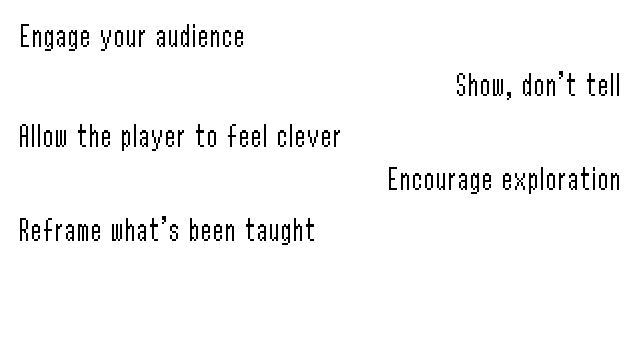 Engage your audience
Show, don't tell
Allow the player to feel clever
Encourage exploration
Reframe what's been taught